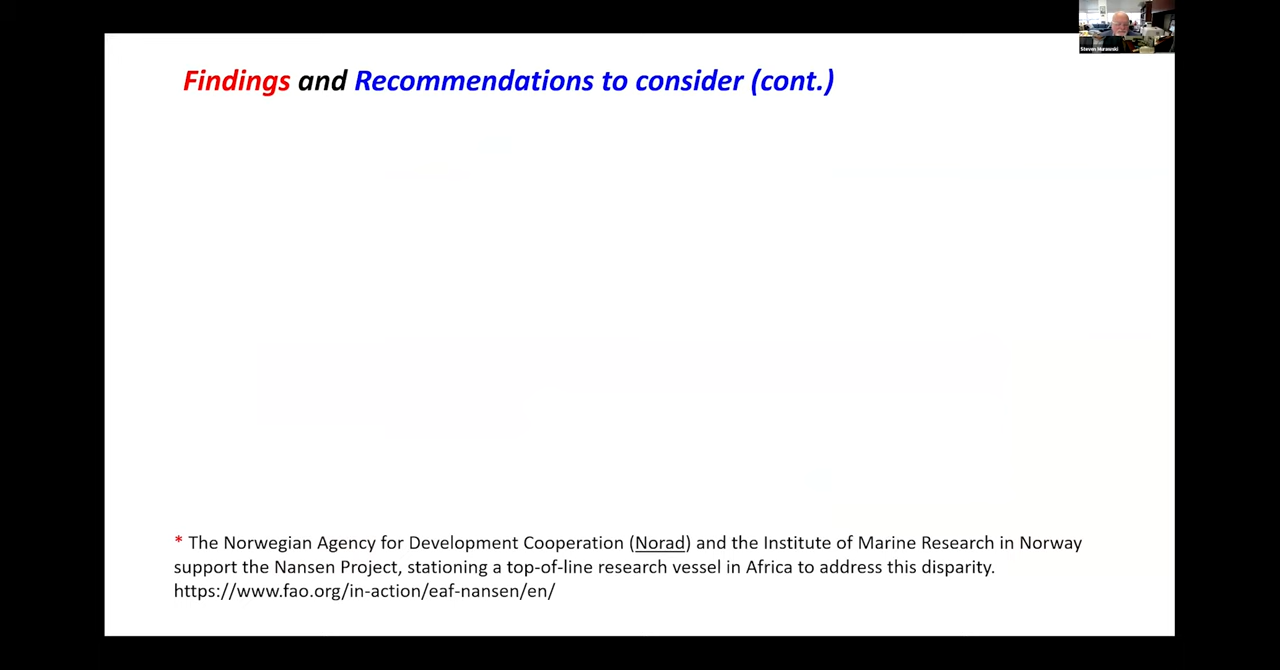 Findings and Recommendations to consider (cont.)
* The Norwegian Agency for Development Cooperation (Norad) and the Institute of Marine Research in Norway
support the Nansen Project, stationing a top-of-line research vessel in Africa to address this disparity.
https://www.fao.org/in-action/eaf-nansen/en/
Steven Murawski